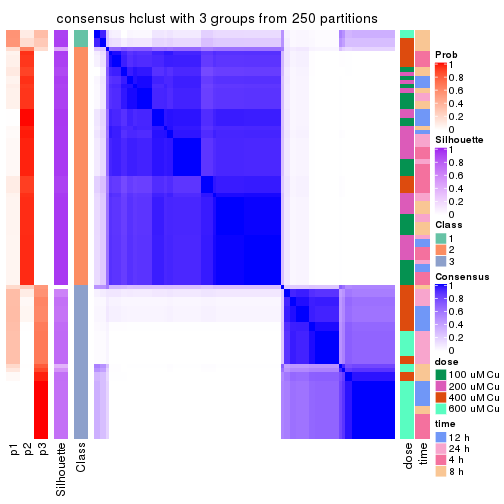 consensus hclust with 3 groups from 250 partitions
Prob
1
0.8
0.6
0.4
0.2
0
Silhouette
1
0.8
0.6
0.4
0.2
0
Class
1
2
3
Consensus
1
0.8
0.6
0.4
0.2
0
dose
100 uM Cu
200 uM Cu
400 uM Cu
600 uM Cu
time
12 h
24 h
4 h
8 h
p1
p2
p3
Silhouette
Class
dose
time